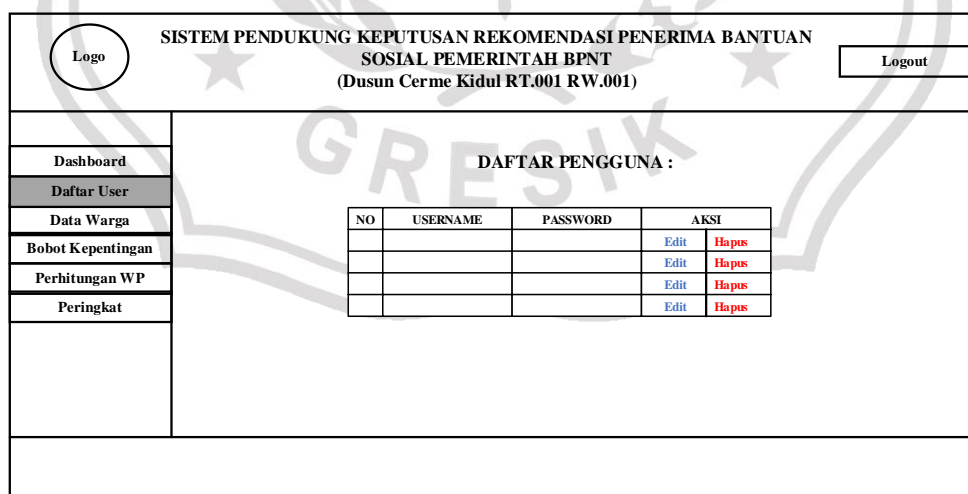 Logo
SISTEM PENDUKUNG KEPUTUSAN REKOMENDASI PENERIMA BANTUAN
SOSIAL PEMERINTAH BPNT
(Dusun Cerme Kidul RT.001 RW.001)
Logout
GRESIK
Dashboard
Daftar User
Data Warga
Bobot Kepentingan
Perhitungan WP
Peringkat
DAFTAR PENGGUNA :
NO USERNAME PASSWORD AKSI
Edit Hapus
Edit Hapus
Edit Hapus
Edit Hapus